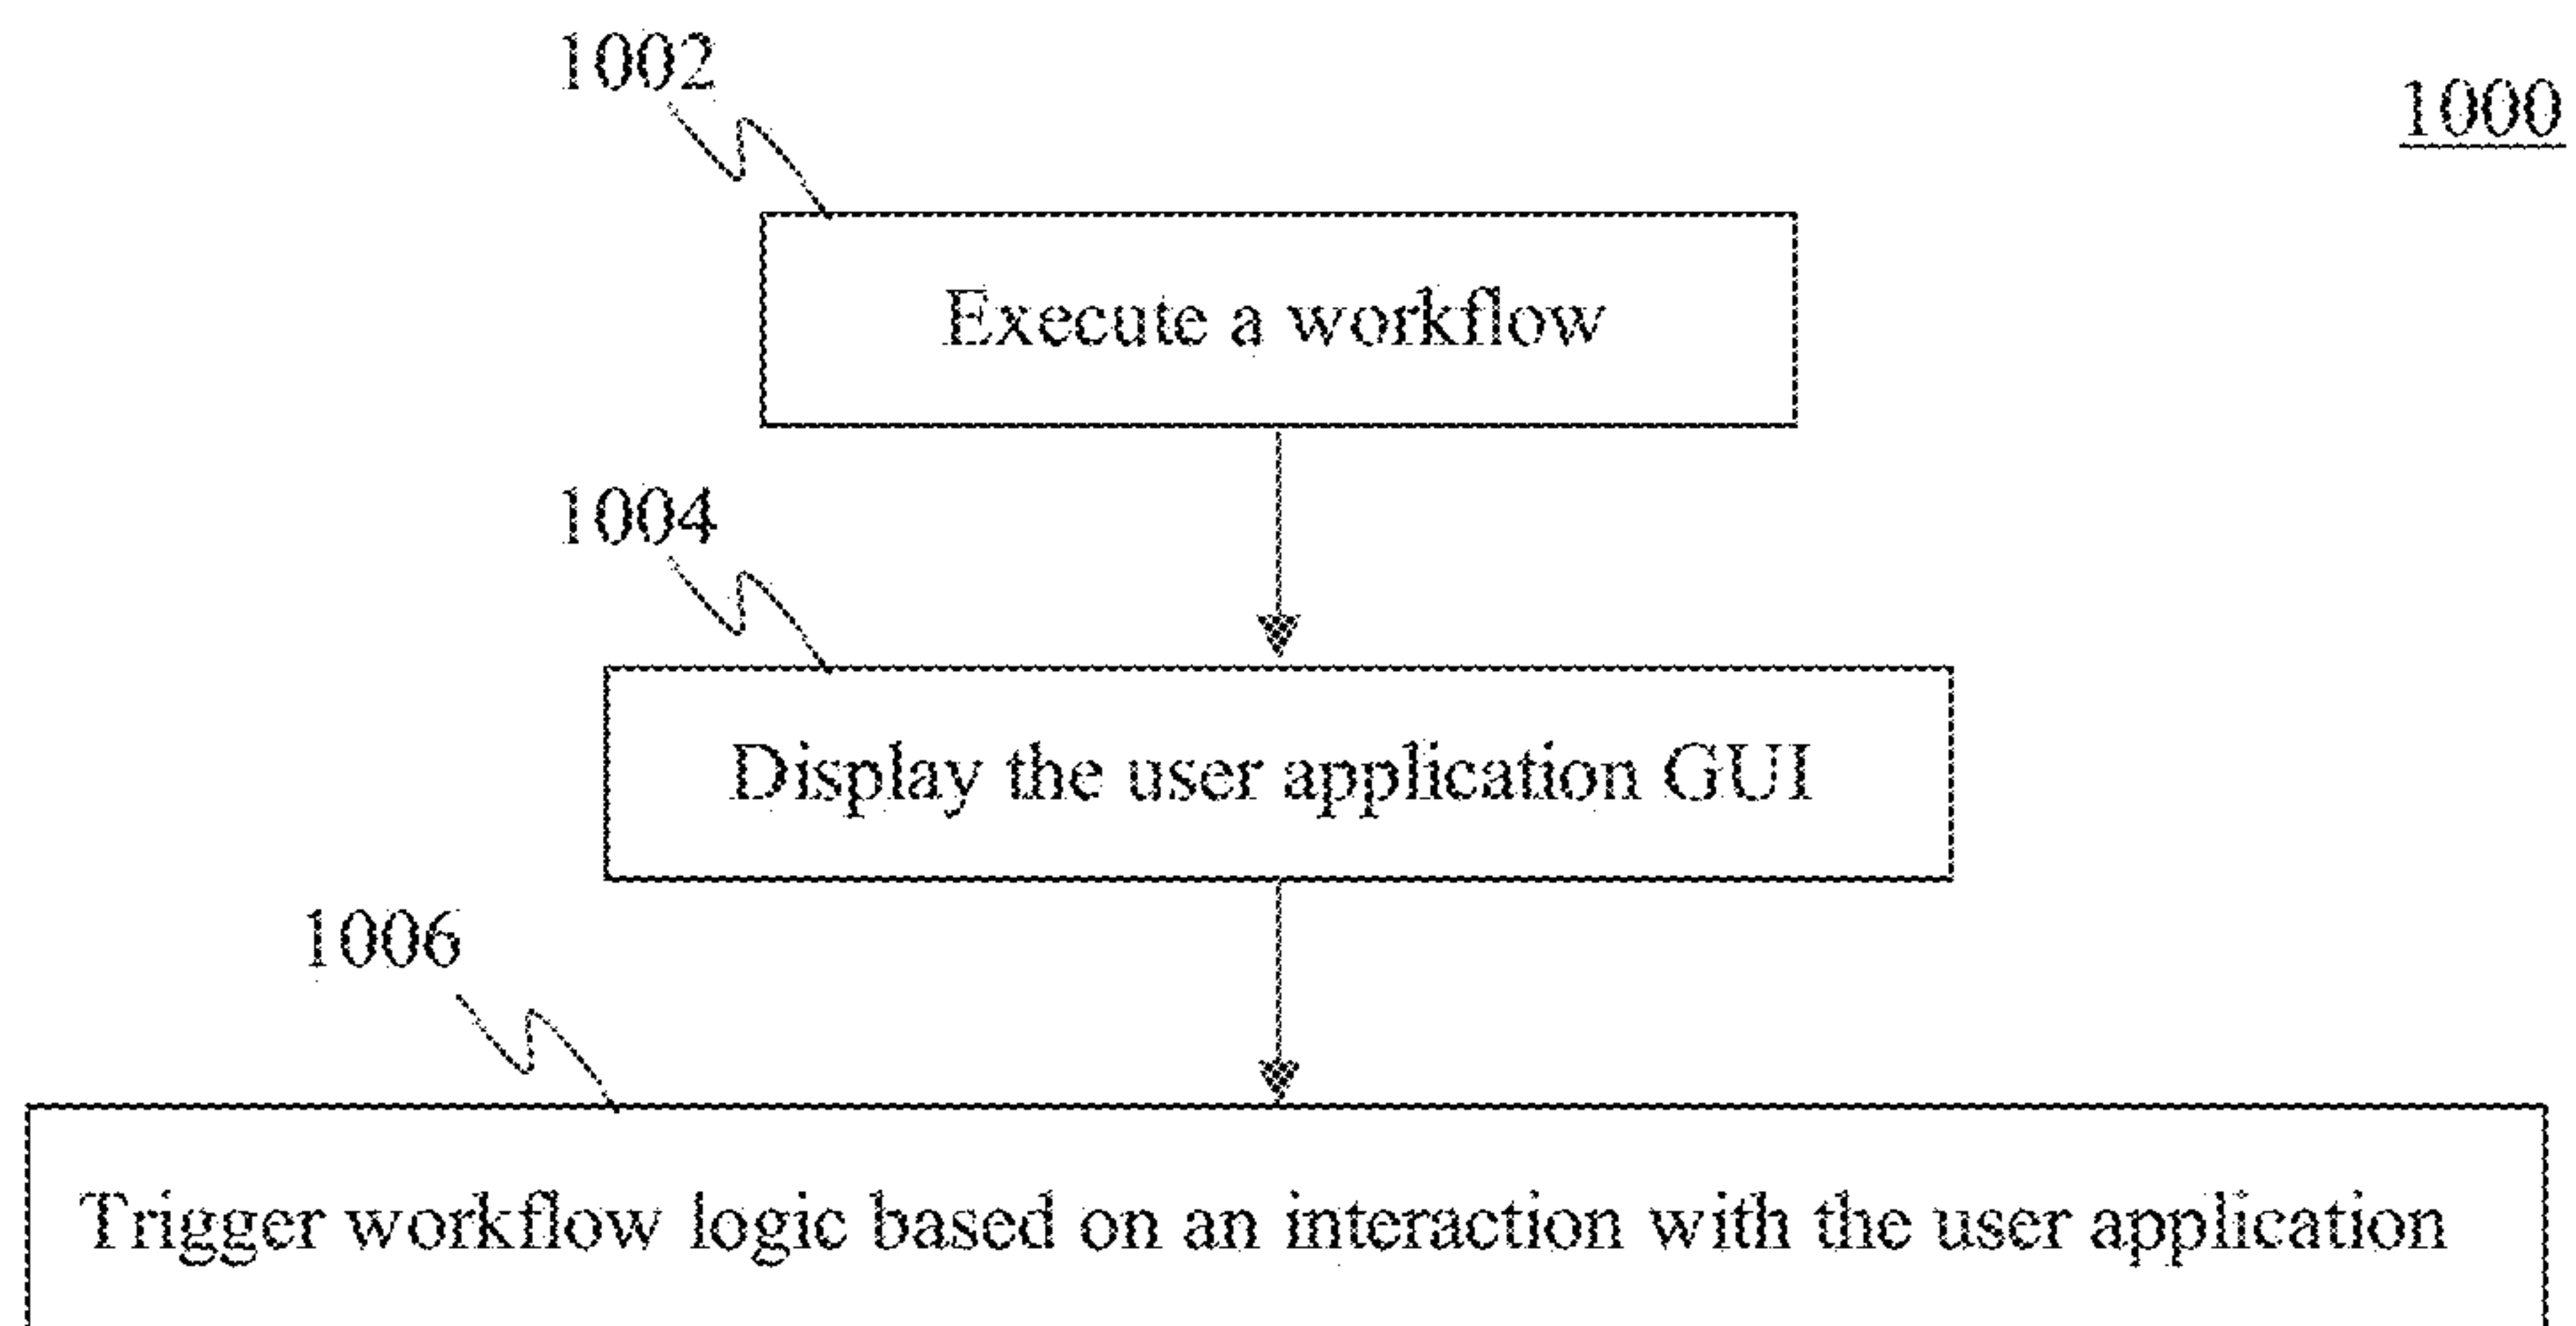 1002
1000
Execute a workflow
1004
Display the user application GUI
1006
Trigger workflow logic based on an interaction with the user application